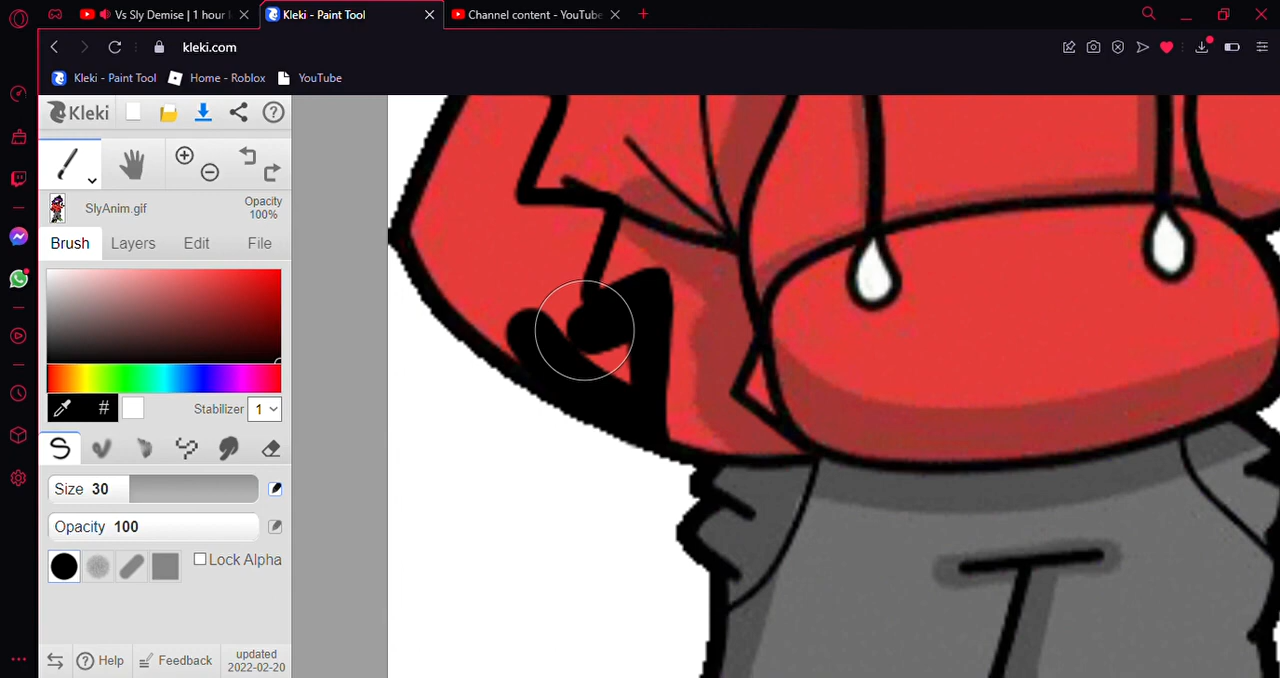 Vs Sly Demise | 1 hour
Kleki - Paint Tool
Channel content - YouTube
kleki.com
Kleki - Paint Tool
Home - Roblox
YouTube
Kleki
SlyAnim.gif
Opacity
100%
Brush
Layers
Edit
File
#
Stabilizer
1
Size 30
Opacity 100
Lock Alpha
Help
Feedback
updated
2022-02-20